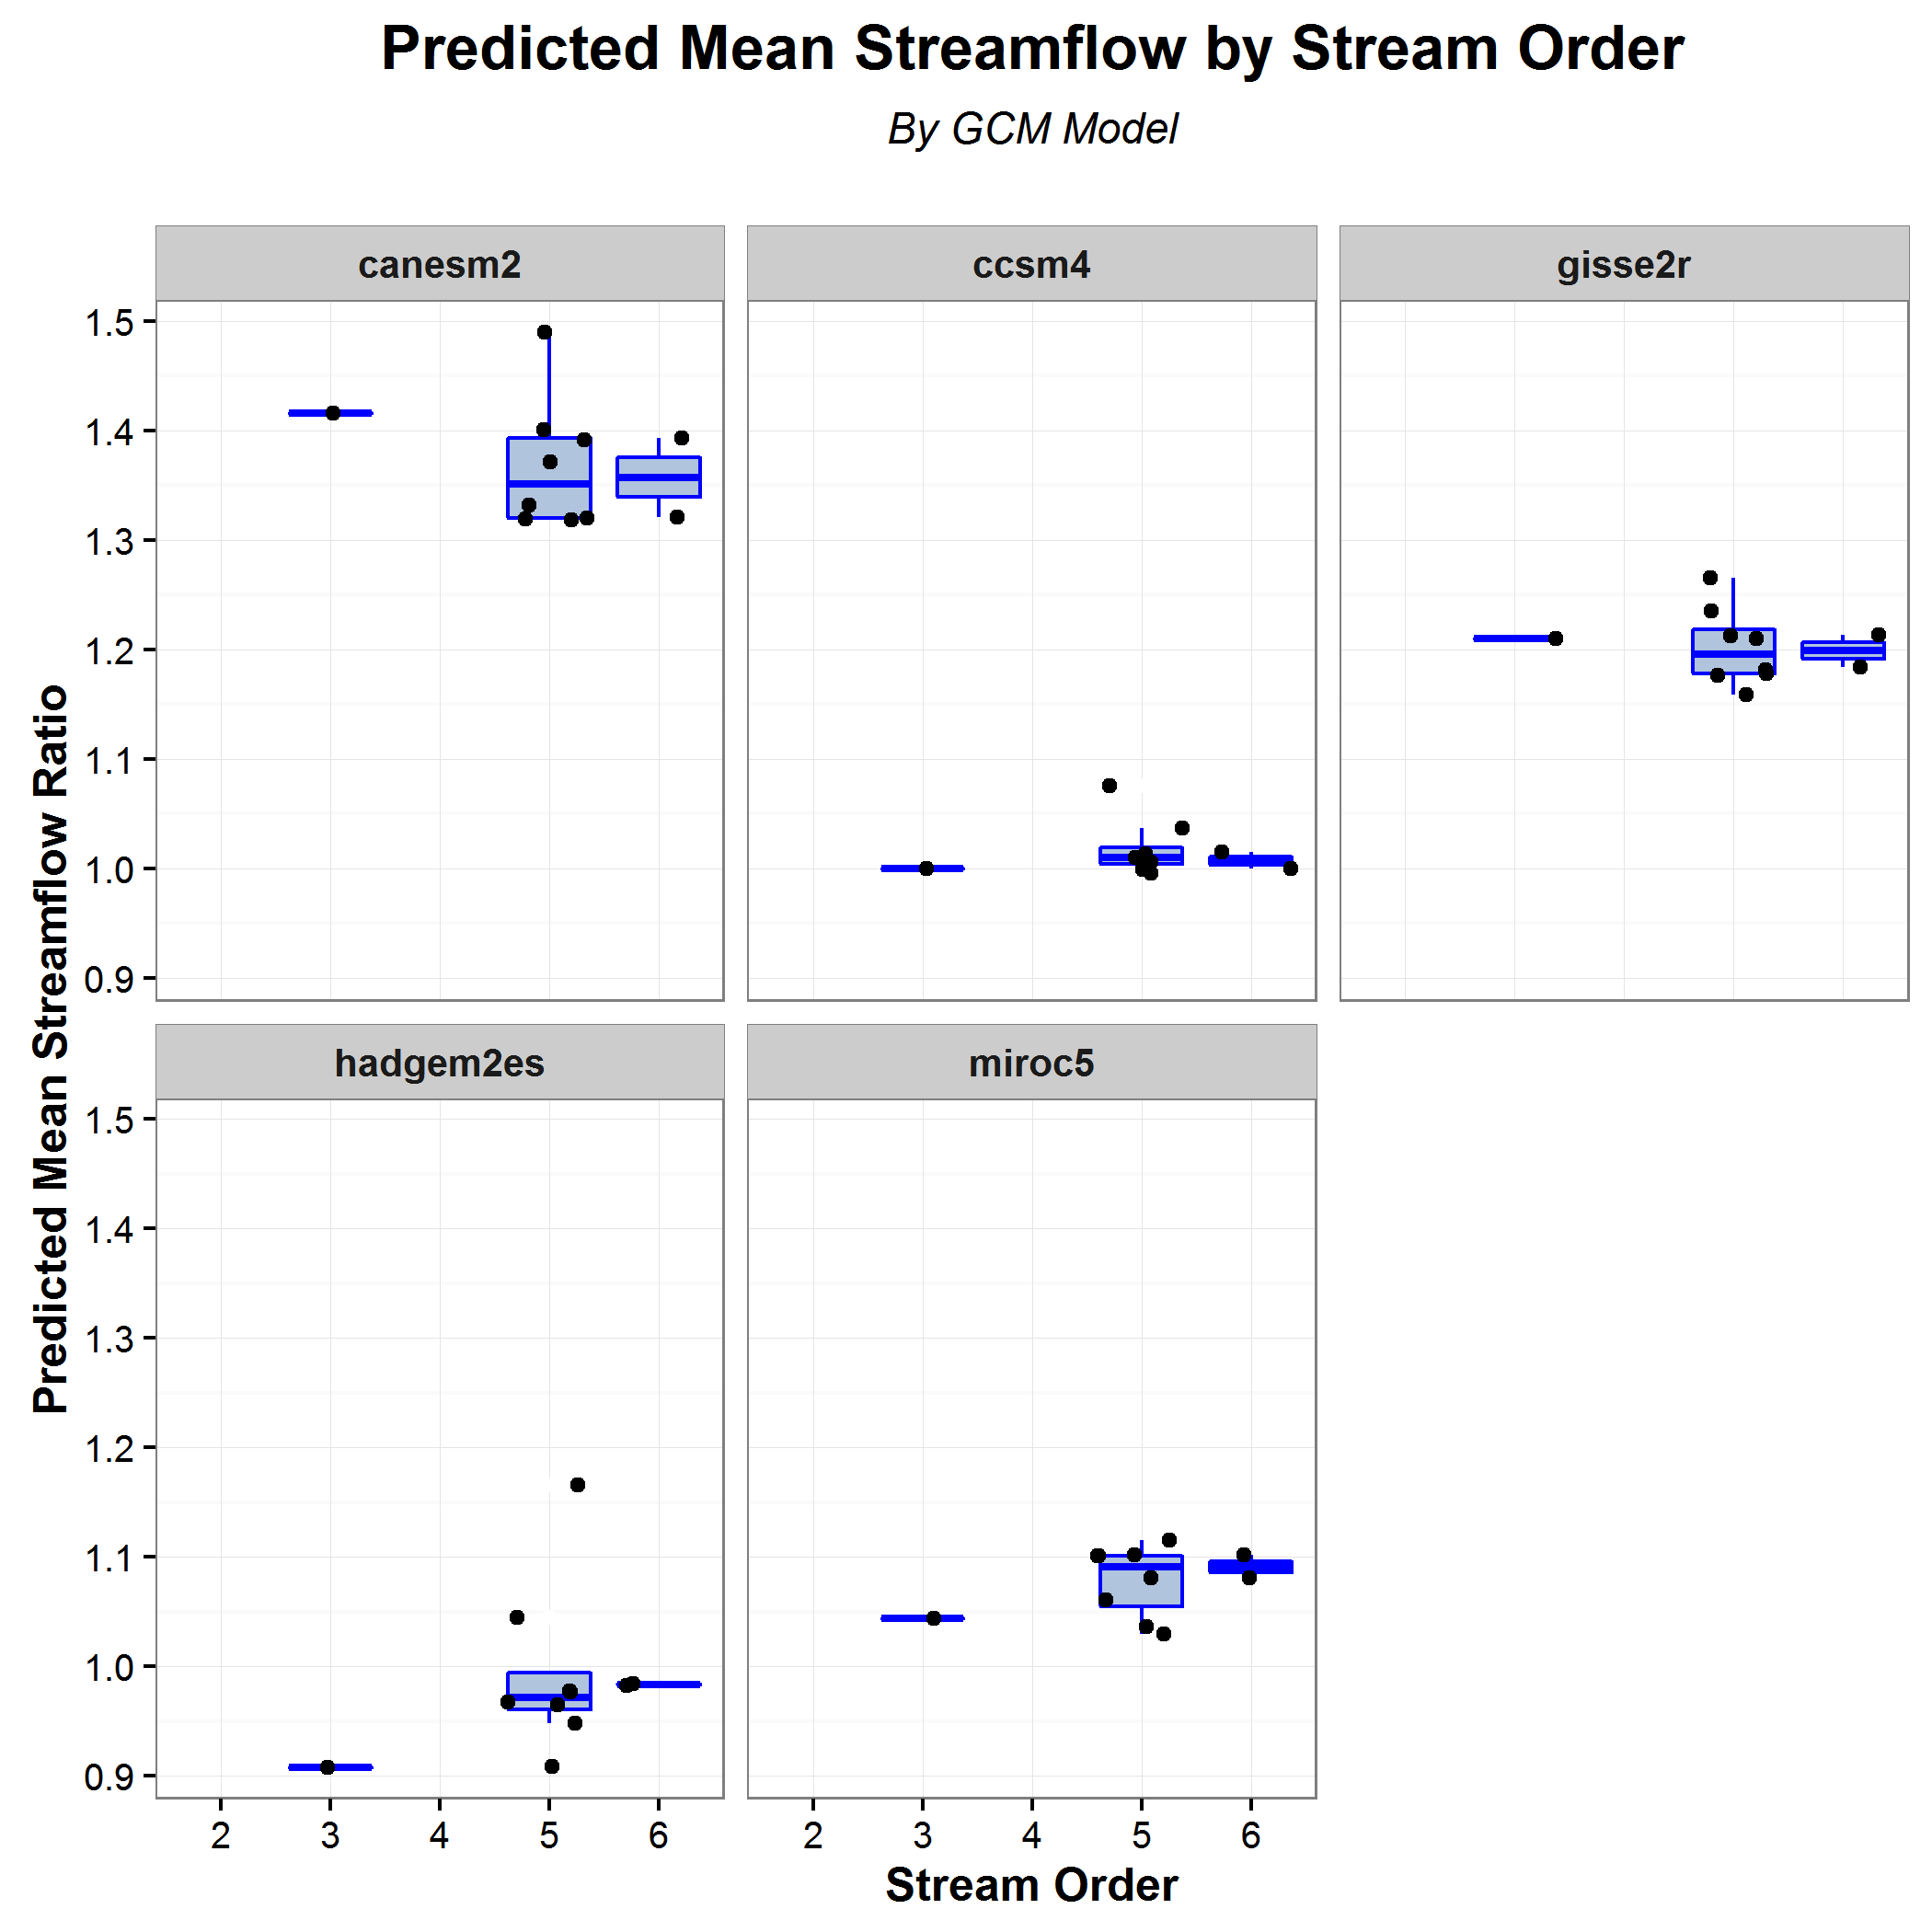 Predicted Mean Streamflow by Stream Order
By GCM Model
canesm2
ccsm4
gisse2r
1.5
1.4
1.3
1.2
1.1
1.0
0.9
Predicted Mean Streamflow Ratio
hadgem2es
miroc5
1.5
1.4
1.3
1.2
1.1
1.0
0.9
2 3 4 5 6
2 3 4 5 6
Stream Order